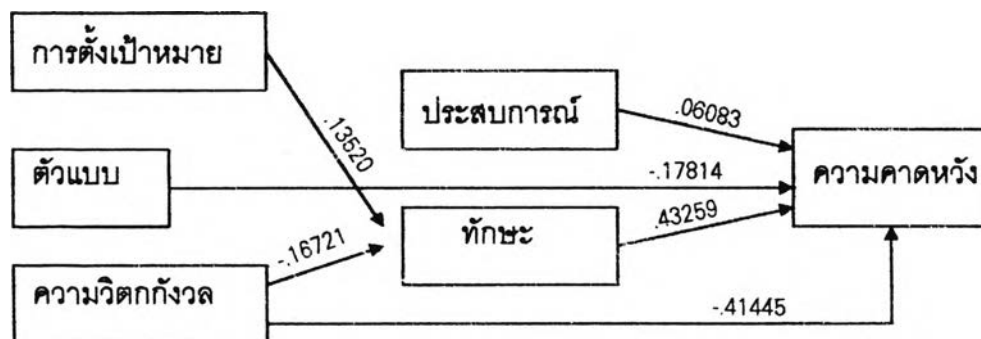 การตั้งเป้าหมาย
ประสบการณ์
.06083
.13520
ตัวแบบ
-.17814
ความคาดหวัง
ทักษะ
.43259
-.16721
ความวิตกกังวล
-.41445